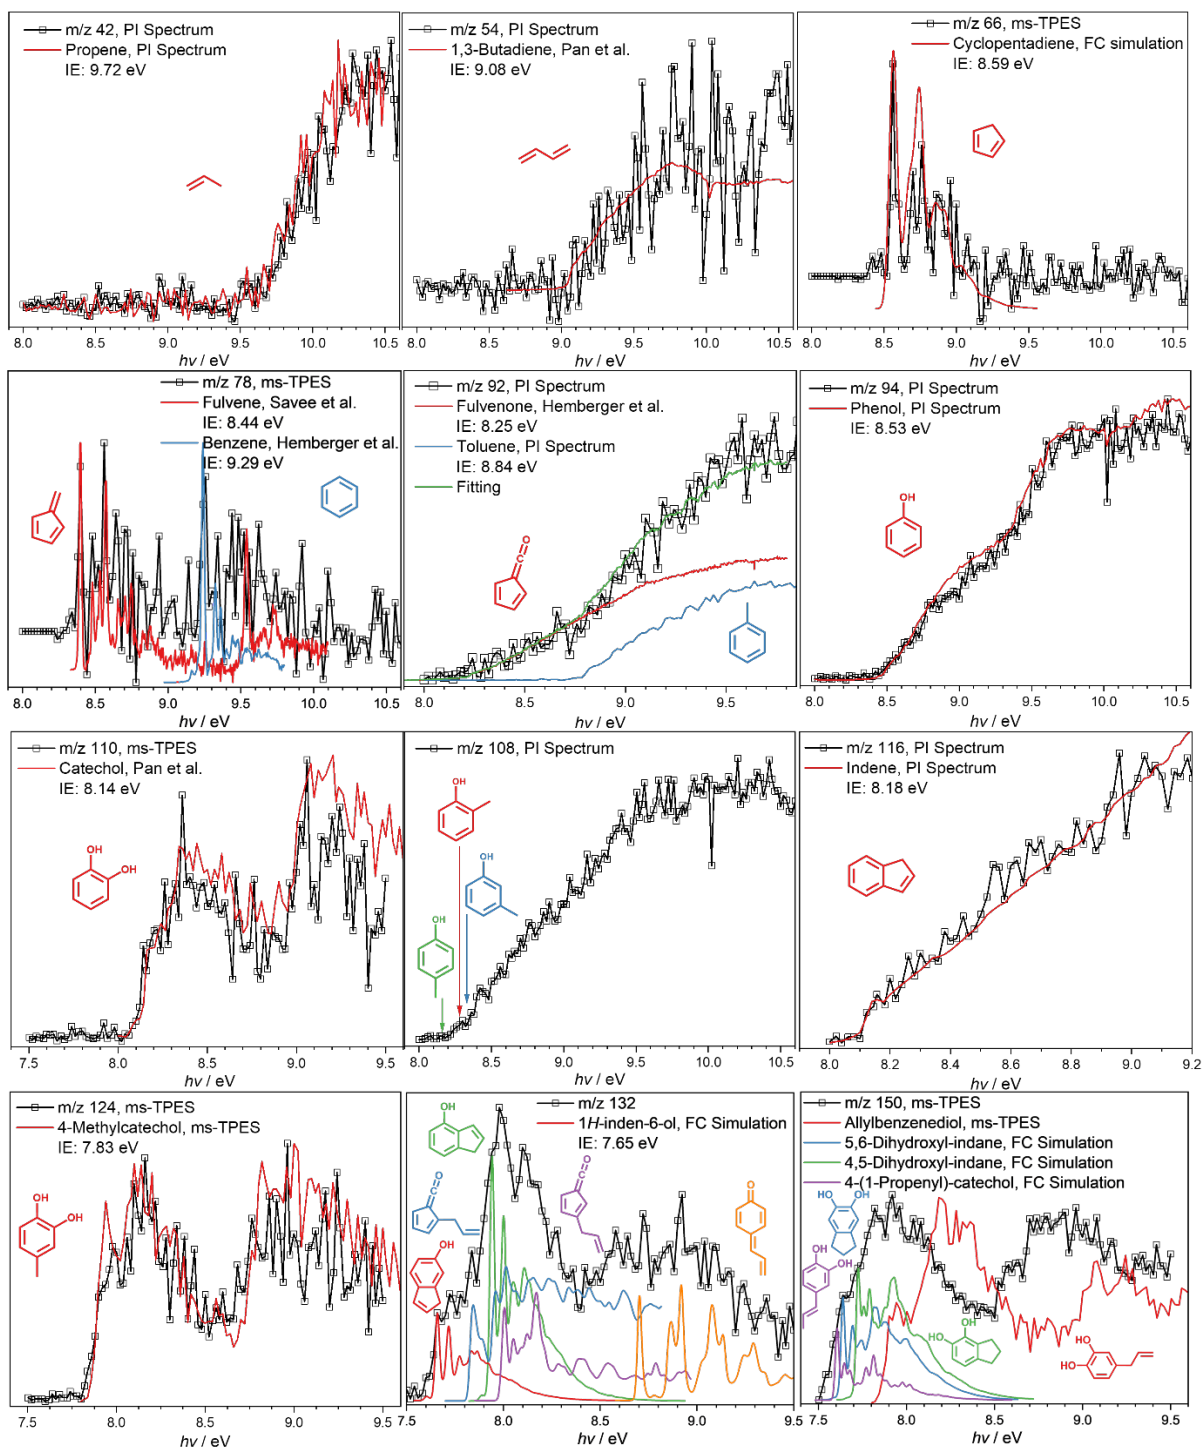 m/z 42, PI Spectrum
Propene, PI Spectrum
IE: 9.72 eV
8.0 8.5 9.0 9.5 10.0 10.5
hv / eV
m/z 54, PI Spectrum
1,3-Butadiene, Pan et al.
IE: 9.08 eV
8.0 8.5 9.0 9.5 10.0 10.5
hv / eV
m/z 66, ms-TPES
Cyclopentadiene, FC simulation
IE: 8.59 eV
8.0 8.5 9.0 9.5 10.0 10.5
hv / eV
m/z 78, ms-TPES
Fulvene, Savee et al.
IE: 8.44 eV
Benzene, Hemberger et al.
IE: 9.29 eV
8.0 8.5 9.0 9.5 10.0 10.5
hv / eV
m/z 92, PI Spectrum
Fulvenone, Hemberger et al.
IE: 8.25 eV
Toluene, PI Spectrum
IE: 8.84 eV
Fitting
O
C
8.0 8.5 9.0 9.5
hv / eV
m/z 94, PI Spectrum
Phenol, PI Spectrum
IE: 8.53 eV
OH
8.0 8.5 9.0 9.5 10.0 10.5
hv / eV
m/z 110, ms-TPES
Catechol, Pan et al.
IE: 8.14 eV
OH
OH
7.5 8.0 8.5 9.0 9.5
hv / eV
m/z 108, PI Spectrum
OH
OH
OH
8.0 8.5 9.0 9.5 10.0 10.5
hv / eV
m/z 116, PI Spectrum
Indene, PI Spectrum
IE: 8.18 eV
8.0 8.2 8.4 8.6 8.8 9.0 9.2
hv / eV
m/z 124, ms-TPES
4-Methylcatechol, ms-TPES
IE: 7.83 eV
OH
HO
7.5 8.0 8.5 9.0 9.5
hv / eV
m/z 132
1H-inden-6-ol, FC Simulation
IE: 7.65 eV
OH
O
C
O
C
O
HO
7.5 8.0 8.5 9.0 9.5
hv / eV
m/z 150, ms-TPES
Allylbenzenediol, ms-TPES
5,6-Dihydroxyl-indane, FC Simulation
4,5-Dihydroxyl-indane, FC Simulation
4-(1-Propenyl)-catechol, FC Simulation
HO
OH
OH
OH
OH
HO
HO
HO
7.5 8.0 8.5 9.0 9.5
hv / eV